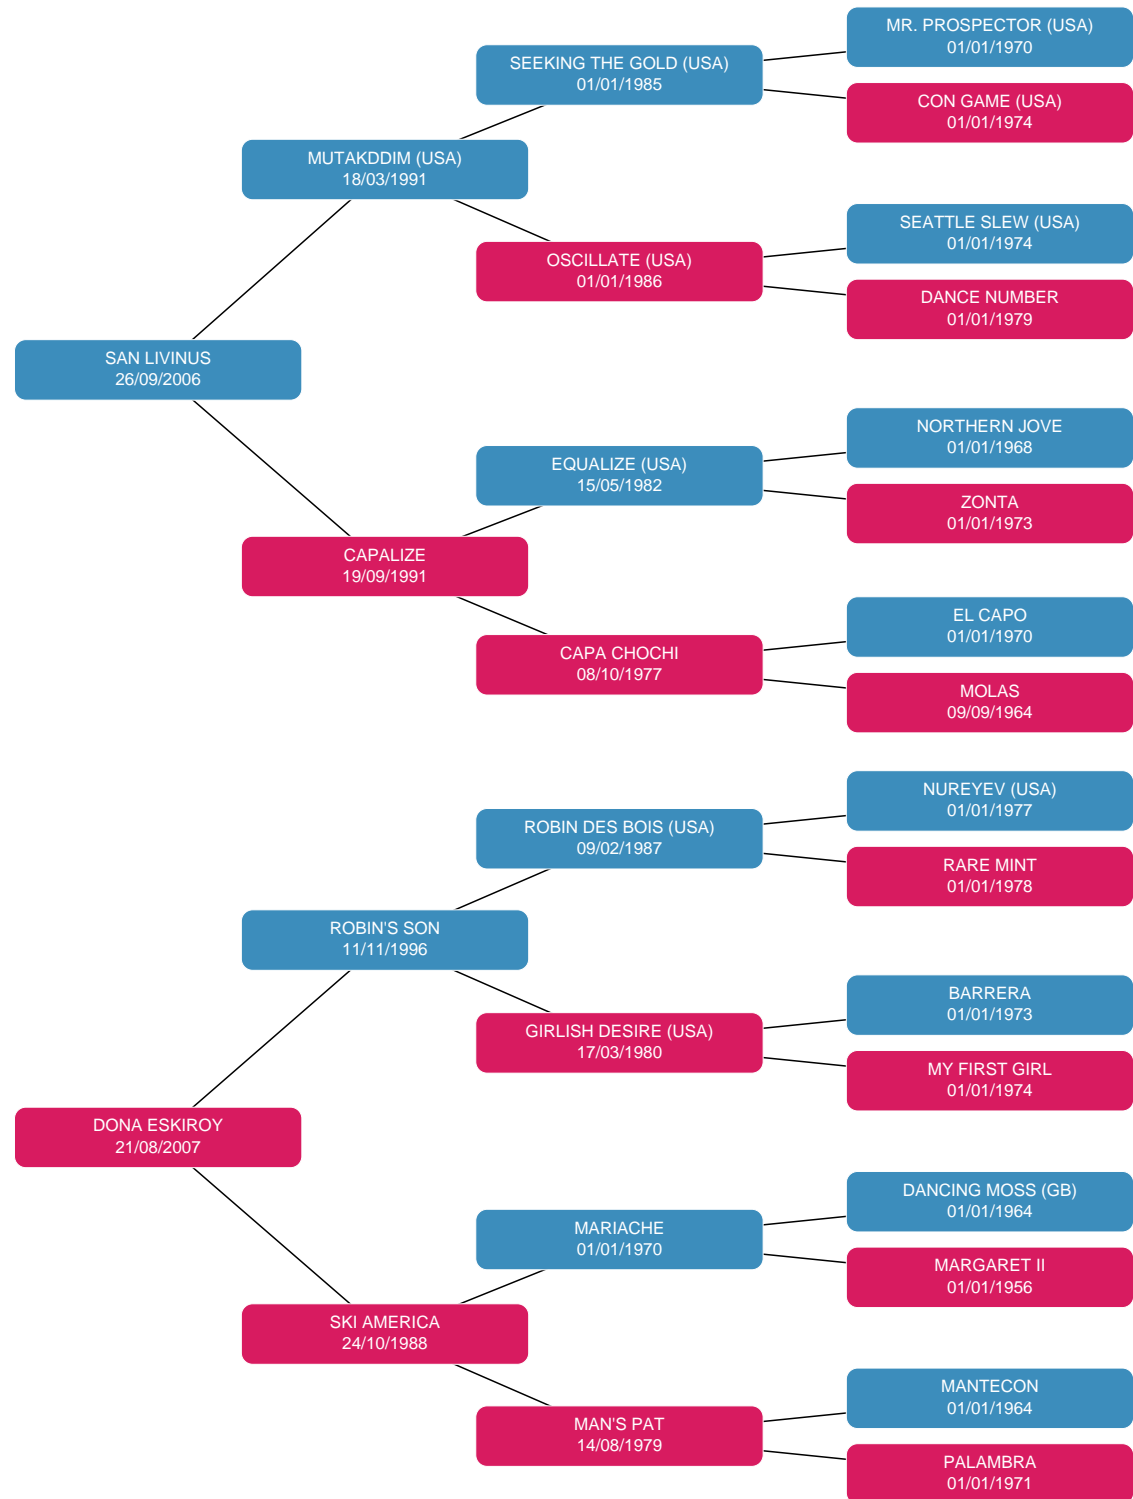 MR. PROSPECTOR (USA)
01/01/1970
SEEKING THE GOLD (USA)
01/01/1985
CON GAME (USA)
01/01/1974
MUTAKDDIM (USA)
18/03/1991
SEATTLE SLEW (USA)
01/01/1974
OSCILLATE (USA)
01/01/1986
DANCE NUMBER
01/01/1979
SAN LIVINUS
26/09/2006
NORTHERN JOVE
01/01/1968
EQUALIZE (USA)
15/05/1982
ZONTA
01/01/1973
CAPALIZE
19/09/1991
EL CAPO
01/01/1970
CAPA CHOCHI
08/10/1977
MOLAS
09/09/1964
NUREYEV (USA)
01/01/1977
ROBIN DES BOIS (USA)
09/02/1987
RARE MINT
01/01/1978
ROBIN'S SON
11/11/1996
BARRERA
01/01/1973
GIRLISH DESIRE (USA)
17/03/1980
MY FIRST GIRL
01/01/1974
DONA ESKIROY
21/08/2007
DANCING MOSS (GB)
01/01/1964
MARIACHE
01/01/1970
MARGARET II
01/01/1956
SKI AMERICA
24/10/1988
MANTECON
01/01/1964
MAN'S PAT
14/08/1979
PALAMBRA
01/01/1971